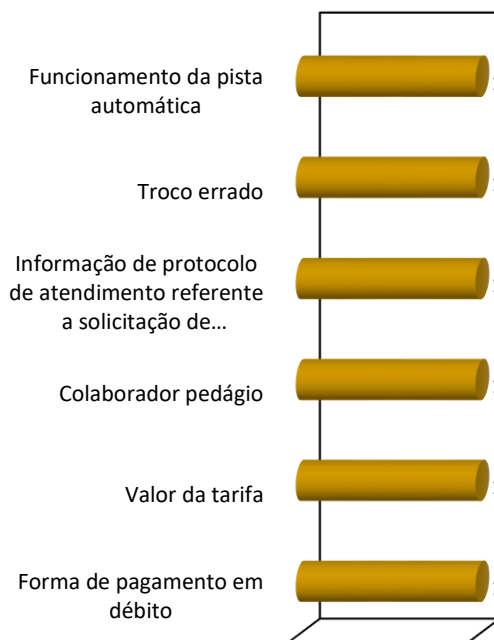 Funcionamento da pista
automática
Troco errado
Informação de protocolo
de atendimento referente
a solicitação de...
Colaborador pedágio
Valor da tarifa
Forma de pagamento em
débito